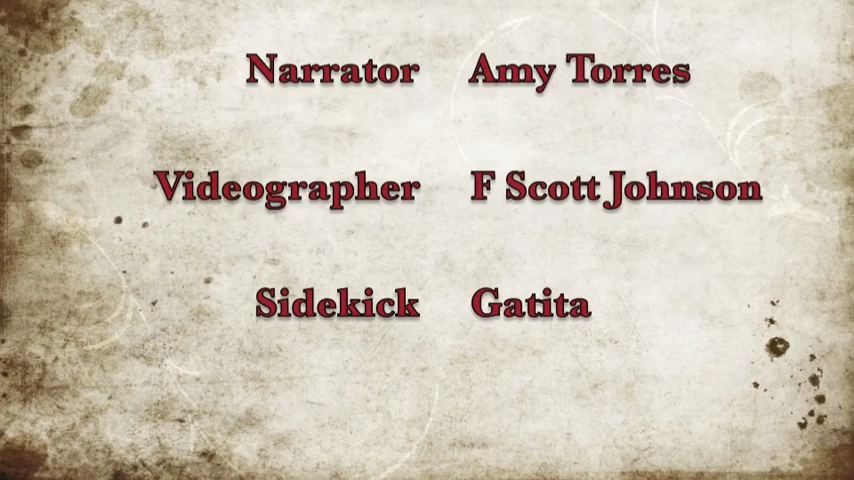 Narrator Amy Torres
Videographer F Scott Johnson
Sidekick Gatita